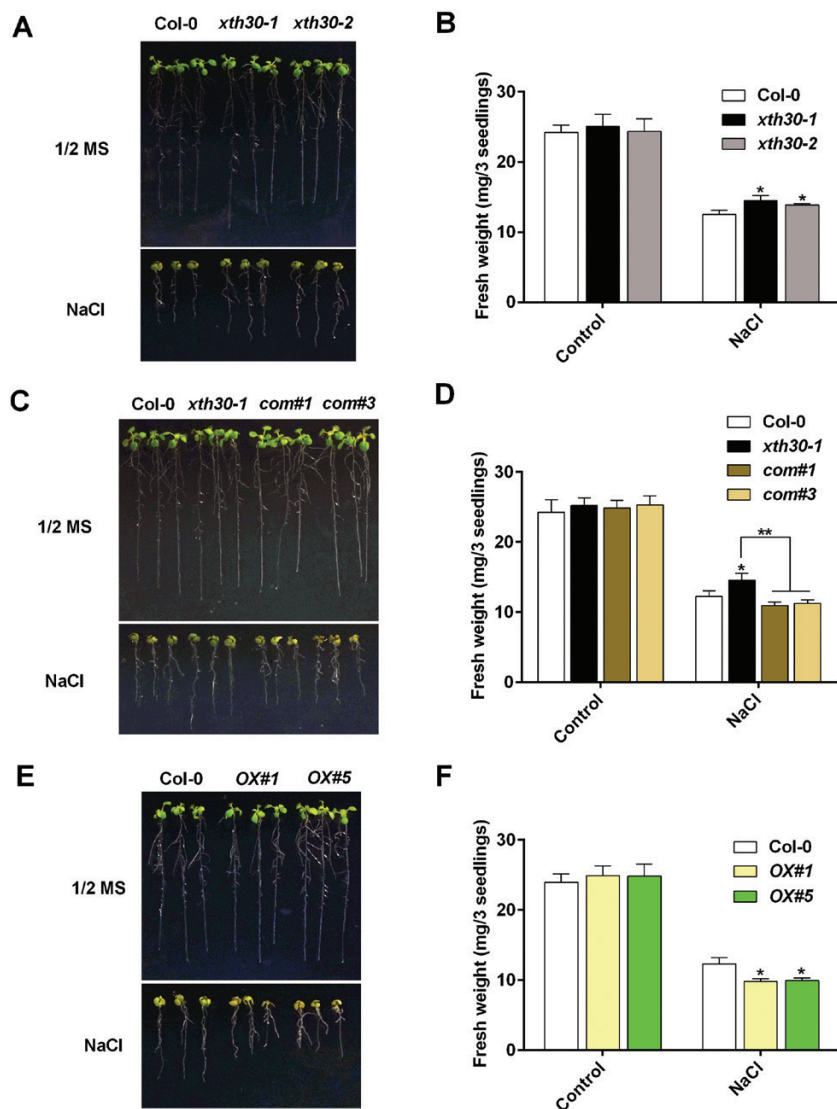 A
Col-0 xth30-1 xth30-2
1/2 MS
NaCl
B
Fresh weight (mg/3 seedlings)
30
20
10
0
Col-0
xth30-1
xth30-2
* *
Control
NaCl
C
Col-0 xth30-1 com#1 com#3
1/2 MS
NaCl
D
Fresh weight (mg/3 seedlings)
30
20
10
0
Col-0
xth30-1
com#1
com#3
**
*
Control
NaCl
E
Col-0 OX#1 OX#5
1/2 MS
NaCl
F
Fresh weight (mg/3 seedlings)
30
20
10
0
Col-0
OX#1
OX#5
* *
Control
NaCl